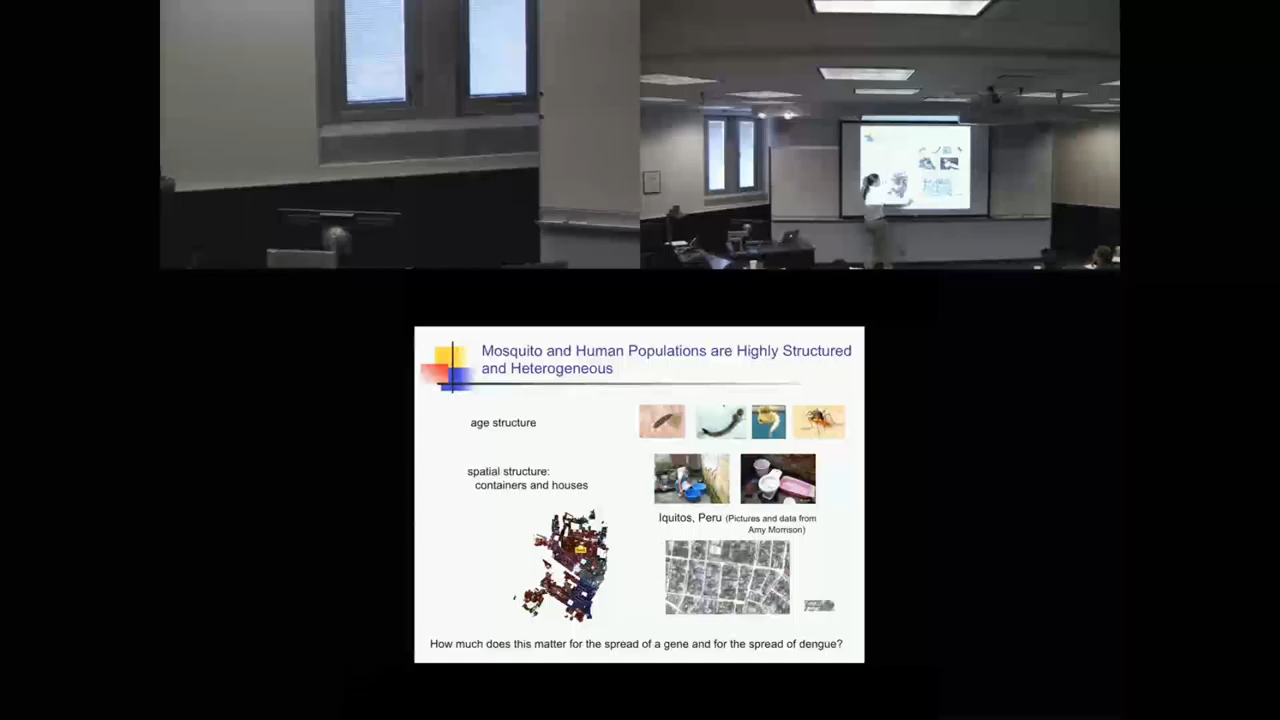 Mosquito and Human Populations are Highly Structured
and Heterogeneous
age structure
spatial structure:
containers and houses
Iquitos, Peru (Pictures and data from
Amy Morrison)
How much does this matter for the spread of a gene and for the spread of dengue?